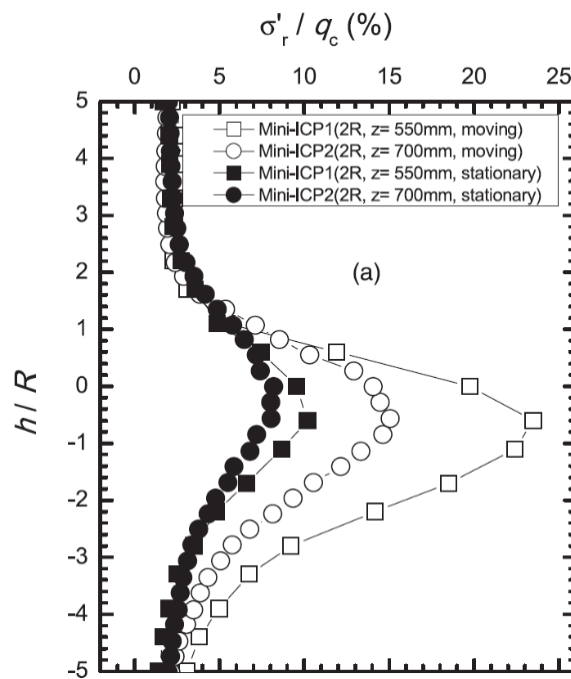 σ'r / qc (%)
0 5 10 15 20 25
5
Mini-ICP1(2R, z= 550mm, moving)
Mini-ICP2(2R, z= 700mm, moving)
Mini-ICP1(2R, z= 550mm, stationary)
Mini-ICP2(2R, z= 700mm, stationary)
4
3
2
(a)
1
0
h/R
-1
-2
-3
-4
-5